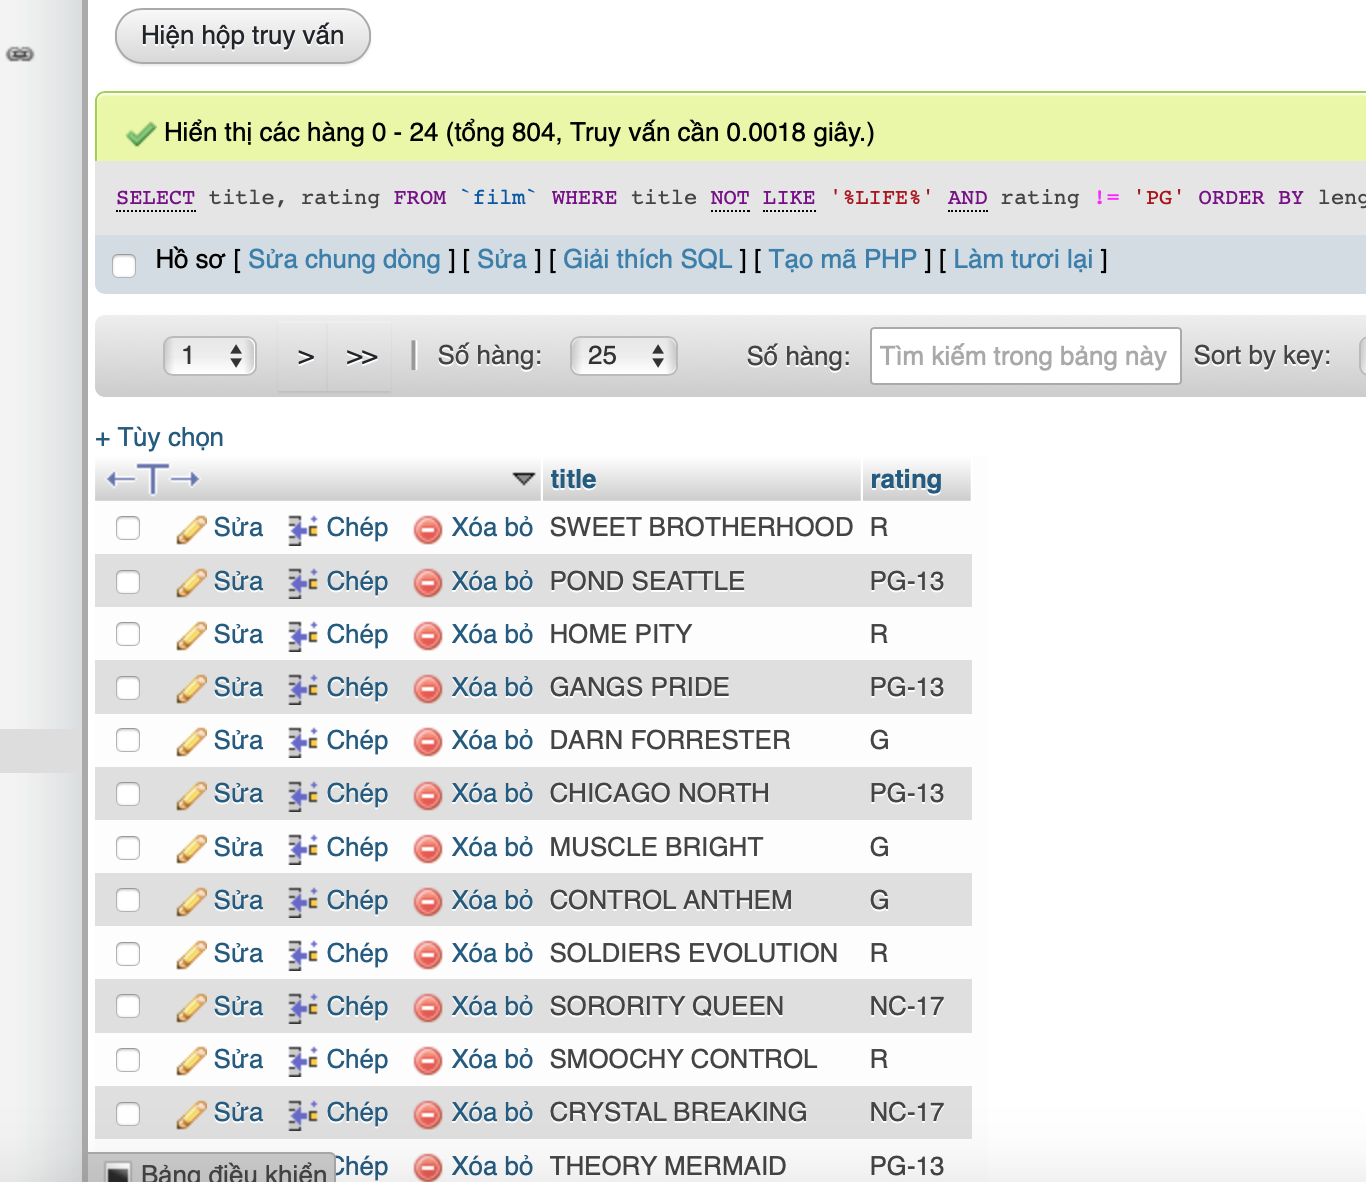 Hiện hộp truy vấn
Hiển thị các hàng 0 - 24 (tổng 804, Truy vấn cần 0.0018 giây.)
SELECT title, rating FROM `film` WHERE title NOT LIKE '%LIFE%' AND rating != 'PG' ORDER BY leng
Hồ sơ [ Sửa chung dòng ] [ Sửa ] [ Giải thích SQL ] [ Tạo mã PHP ] [ Làm tươi lại ]
1 > >> | Số hàng: 25 Số hàng: Tìm kiếm trong bảng này Sort by key:
+ Tùy chọn
←T→ title rating
Sửa Chép Xóa bỏ SWEET BROTHERHOOD R
Sửa Chép Xóa bỏ POND SEATTLE PG-13
Sửa Chép Xóa bỏ HOME PITY R
Sửa Chép Xóa bỏ GANGS PRIDE PG-13
Sửa Chép Xóa bỏ DARN FORRESTER G
Sửa Chép Xóa bỏ CHICAGO NORTH PG-13
Sửa Chép Xóa bỏ MUSCLE BRIGHT G
Sửa Chép Xóa bỏ CONTROL ANTHEM G
Sửa Chép Xóa bỏ SOLDIERS EVOLUTION R
Sửa Chép Xóa bỏ SORORITY QUEEN NC-17
Sửa Chép Xóa bỏ SMOOCHY CONTROL R
Sửa Chép Xóa bỏ CRYSTAL BREAKING NC-17
Bảng điều khiển Chép Xóa bỏ THEORY MERMAID PG-13